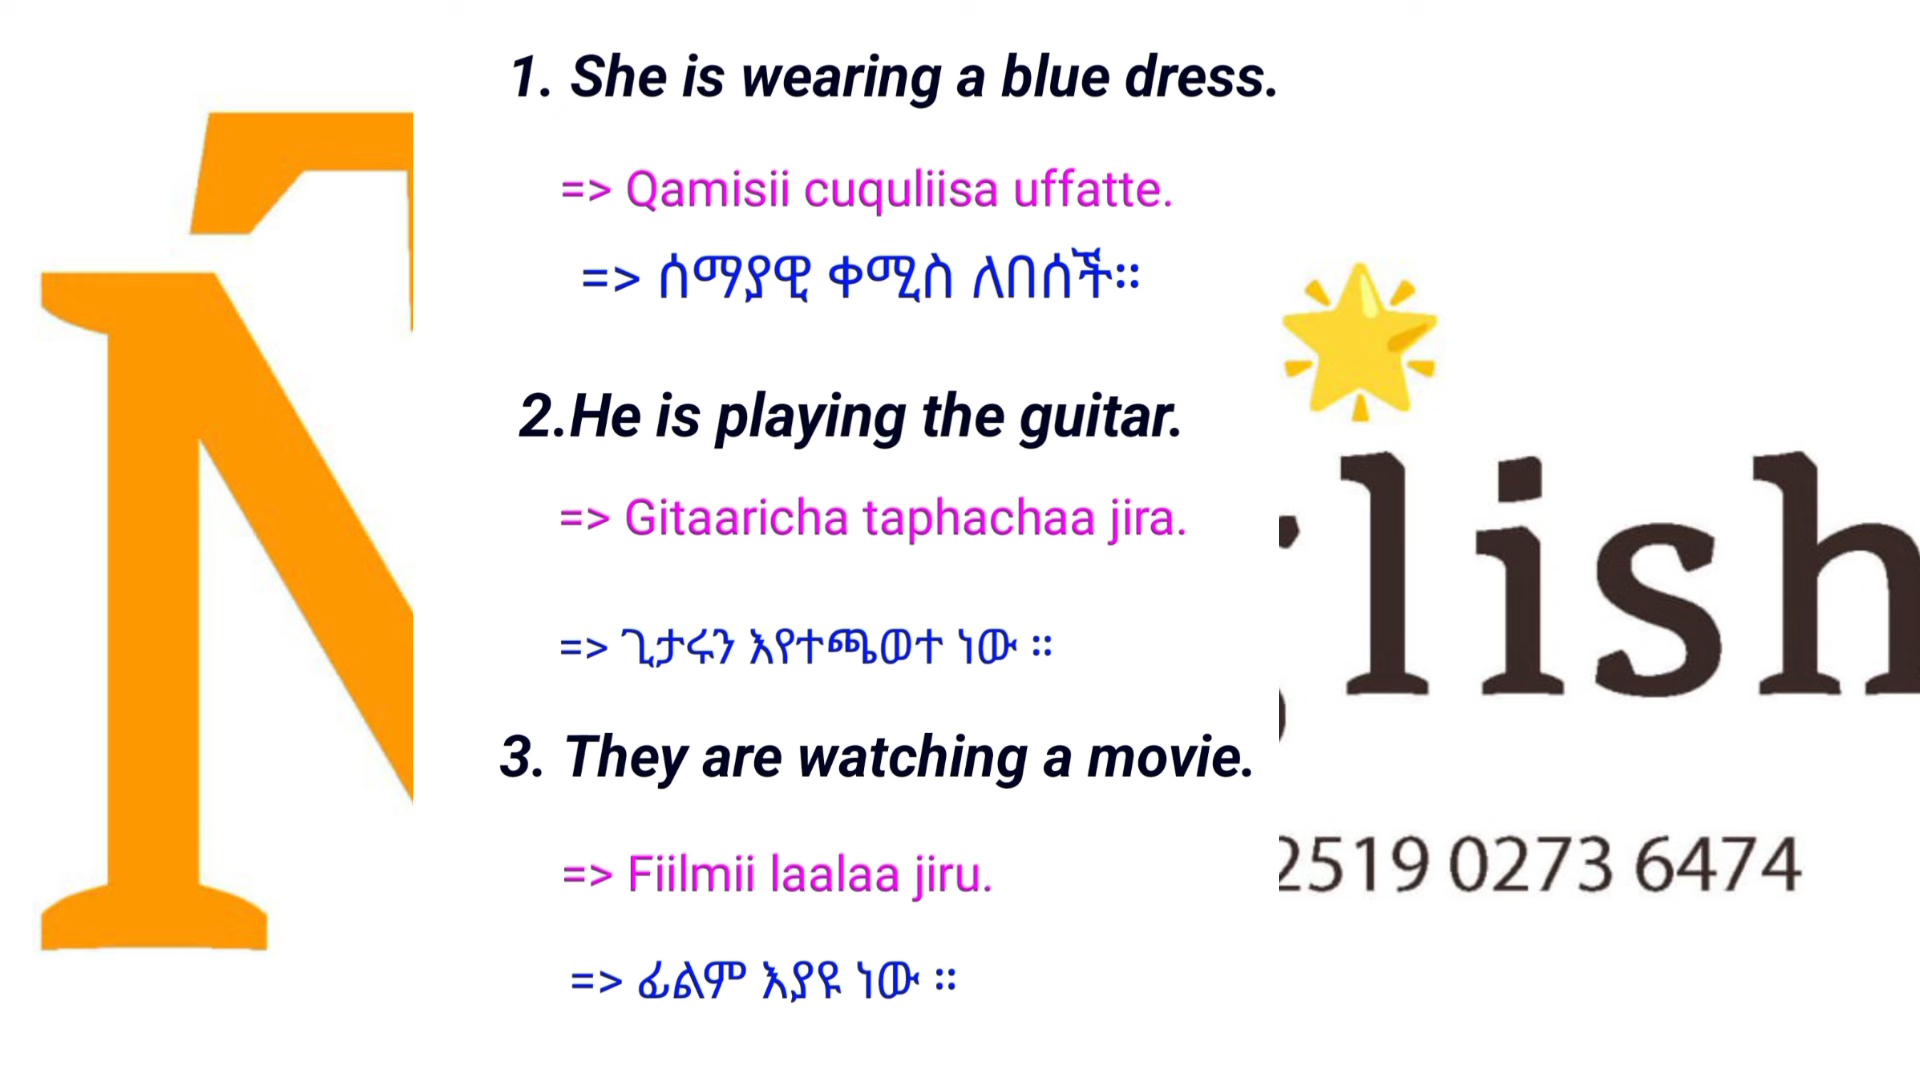 1. She is wearing a blue dress.
=> Qamisii cuquliisa uffatte.
=> ሰማያዊ ቀሚስ ለበሰች።
2.He is playing the guitar.
=> Gitaaricha taphachaa jira.
=> ጊታሩን እየተጫወተ ነው ።
3. They are watching a movie.
=> Fiilmii laalaa jiru.
=> ፊልም እያዩ ነው ።
N
lish
2519 0273 6474